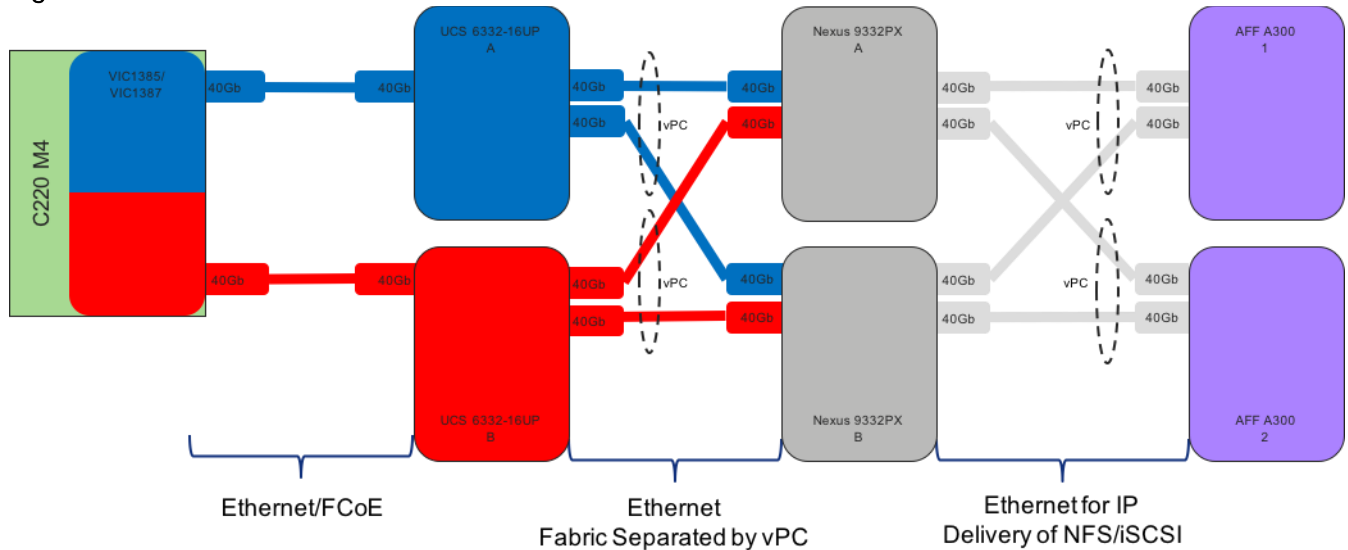 C220 M4
VIC1385/
VIC1387
40Gb
40Gb
UCS 6332-16UP
A
40Gb
40Gb
vPC
40Gb
40Gb
Nexus 9332PX
A
40Gb
40Gb
vPC
40Gb
40Gb
AFF A300
1
40Gb
40Gb
40Gb
40Gb
vPC
40Gb
40Gb
40Gb
40Gb
vPC
40Gb
40Gb
UCS 6332-16UP
B
Nexus 9332PX
B
AFF A300
2
Ethernet/FCoE
Ethernet
Fabric Separated by vPC
Ethernet for IP
Delivery of NFS/iSCSI